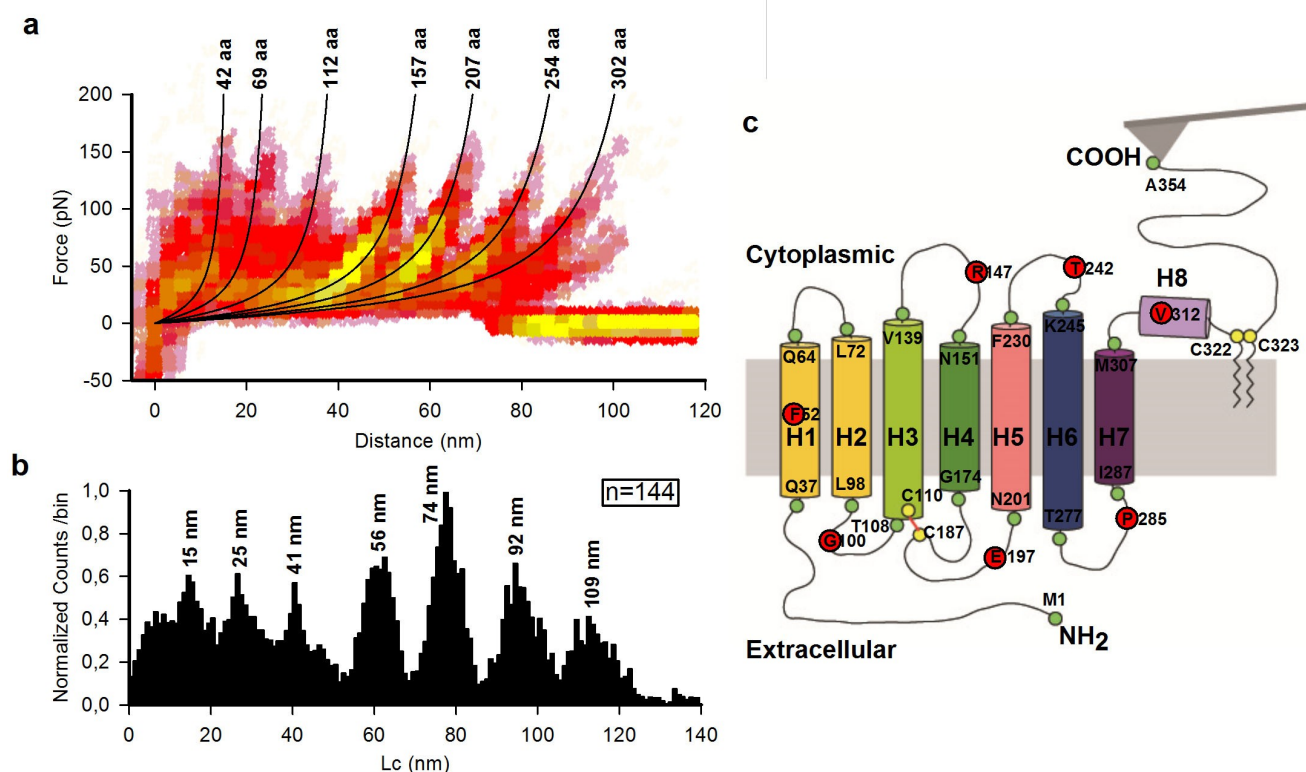 a
42 aa
69 aa
112 aa
157 aa
207 aa
254 aa
302 aa
200
150
100
50
0
-50
Force (pN)
0 20 40 60 80 100 120
Distance (nm)
b
n=144
15 nm
25 nm
41 nm
56 nm
74 nm
92 nm
109 nm
1,0
0,8
0,6
0,4
0,2
0,0
Normalized Counts /bin
0 20 40 60 80 100 120 140
Lc (nm)
c
COOH
A354
Cytoplasmic
R147
T242
H8
V312
C322
C323
Q64
L72
V139
N151
F230
K245
M307
F52
H1
H2
H3
H4
H5
H6
H7
Q37
L98
C110
G174
N201
T277
I287
T108
C187
G100
E197
P285
M1
NH2
Extracellular